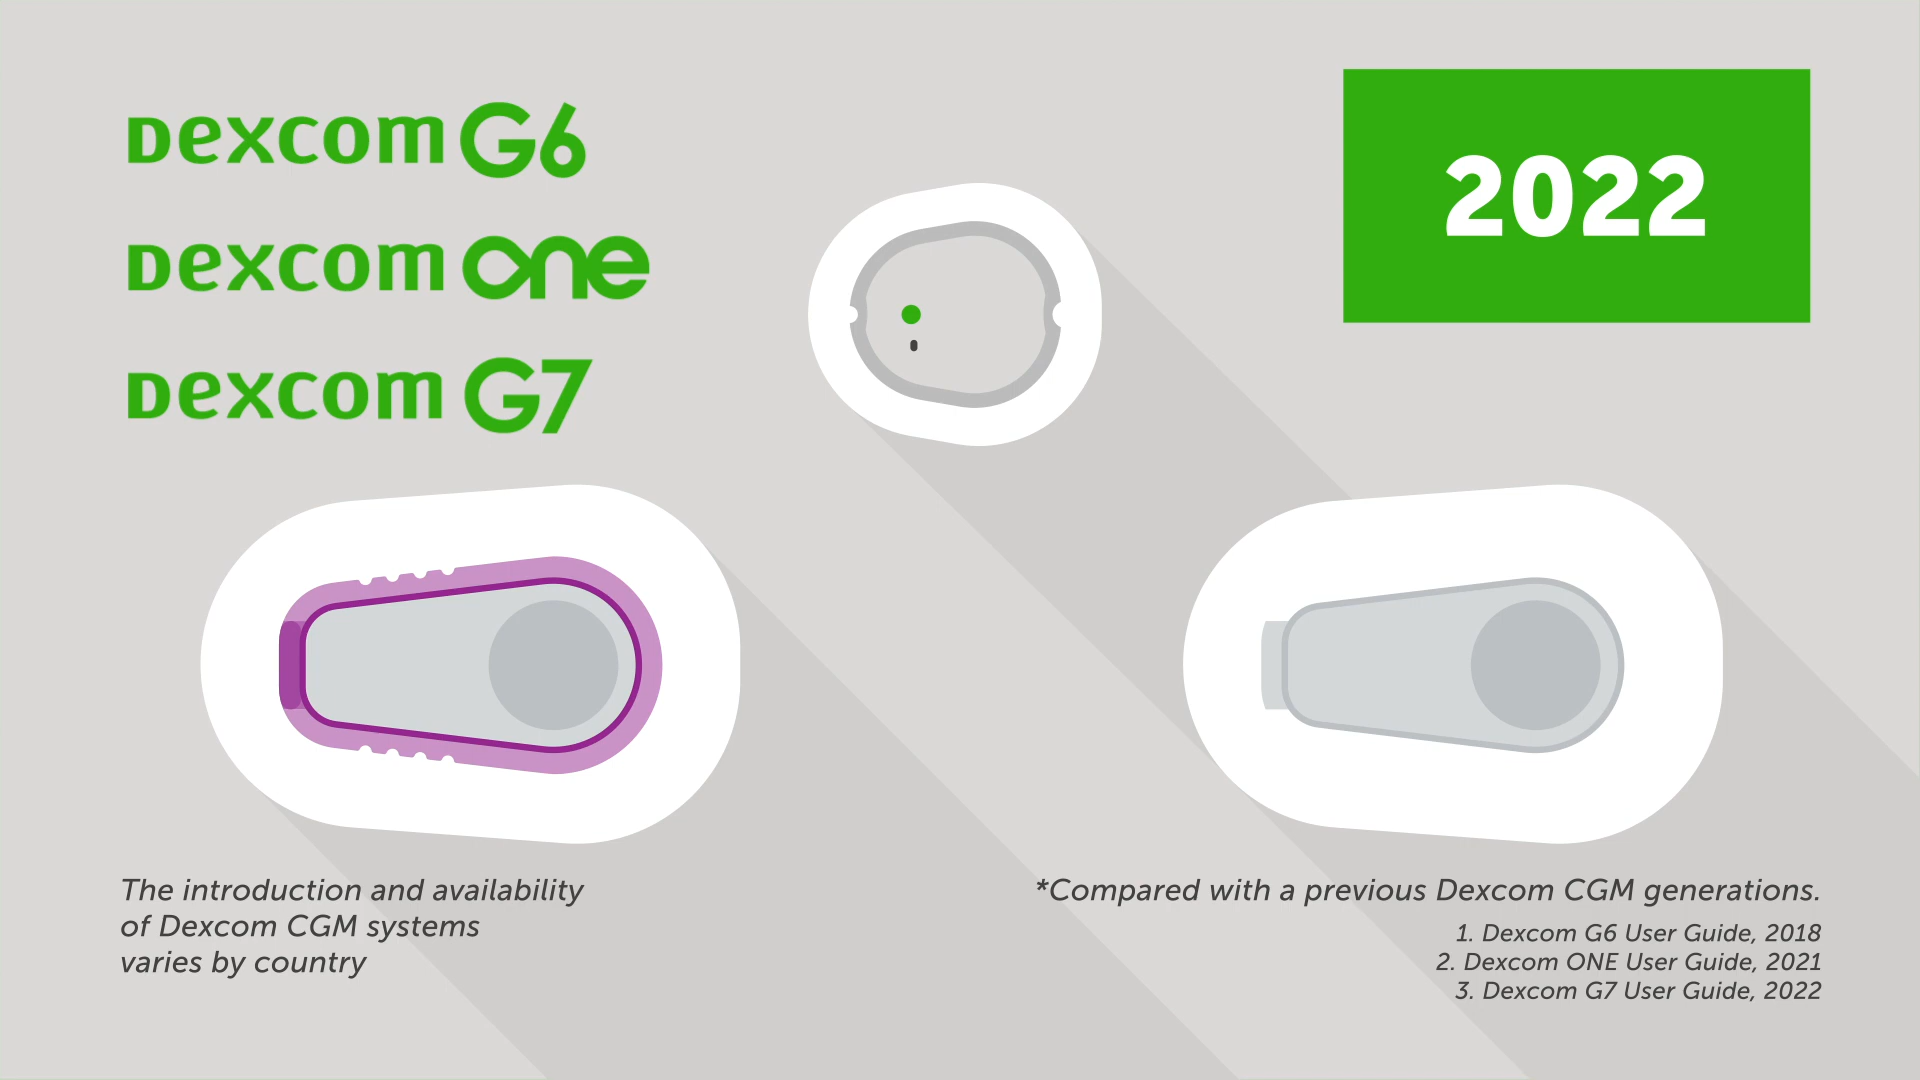 Dexcom G6
Dexcom one
Dexcom G7
2022
The introduction and availability
of Dexcom CGM systems
varies by country
*Compared with a previous Dexcom CGM generations.
1. Dexcom G6 User Guide, 2018
2. Dexcom ONE User Guide, 2021
3. Dexcom G7 User Guide, 2022